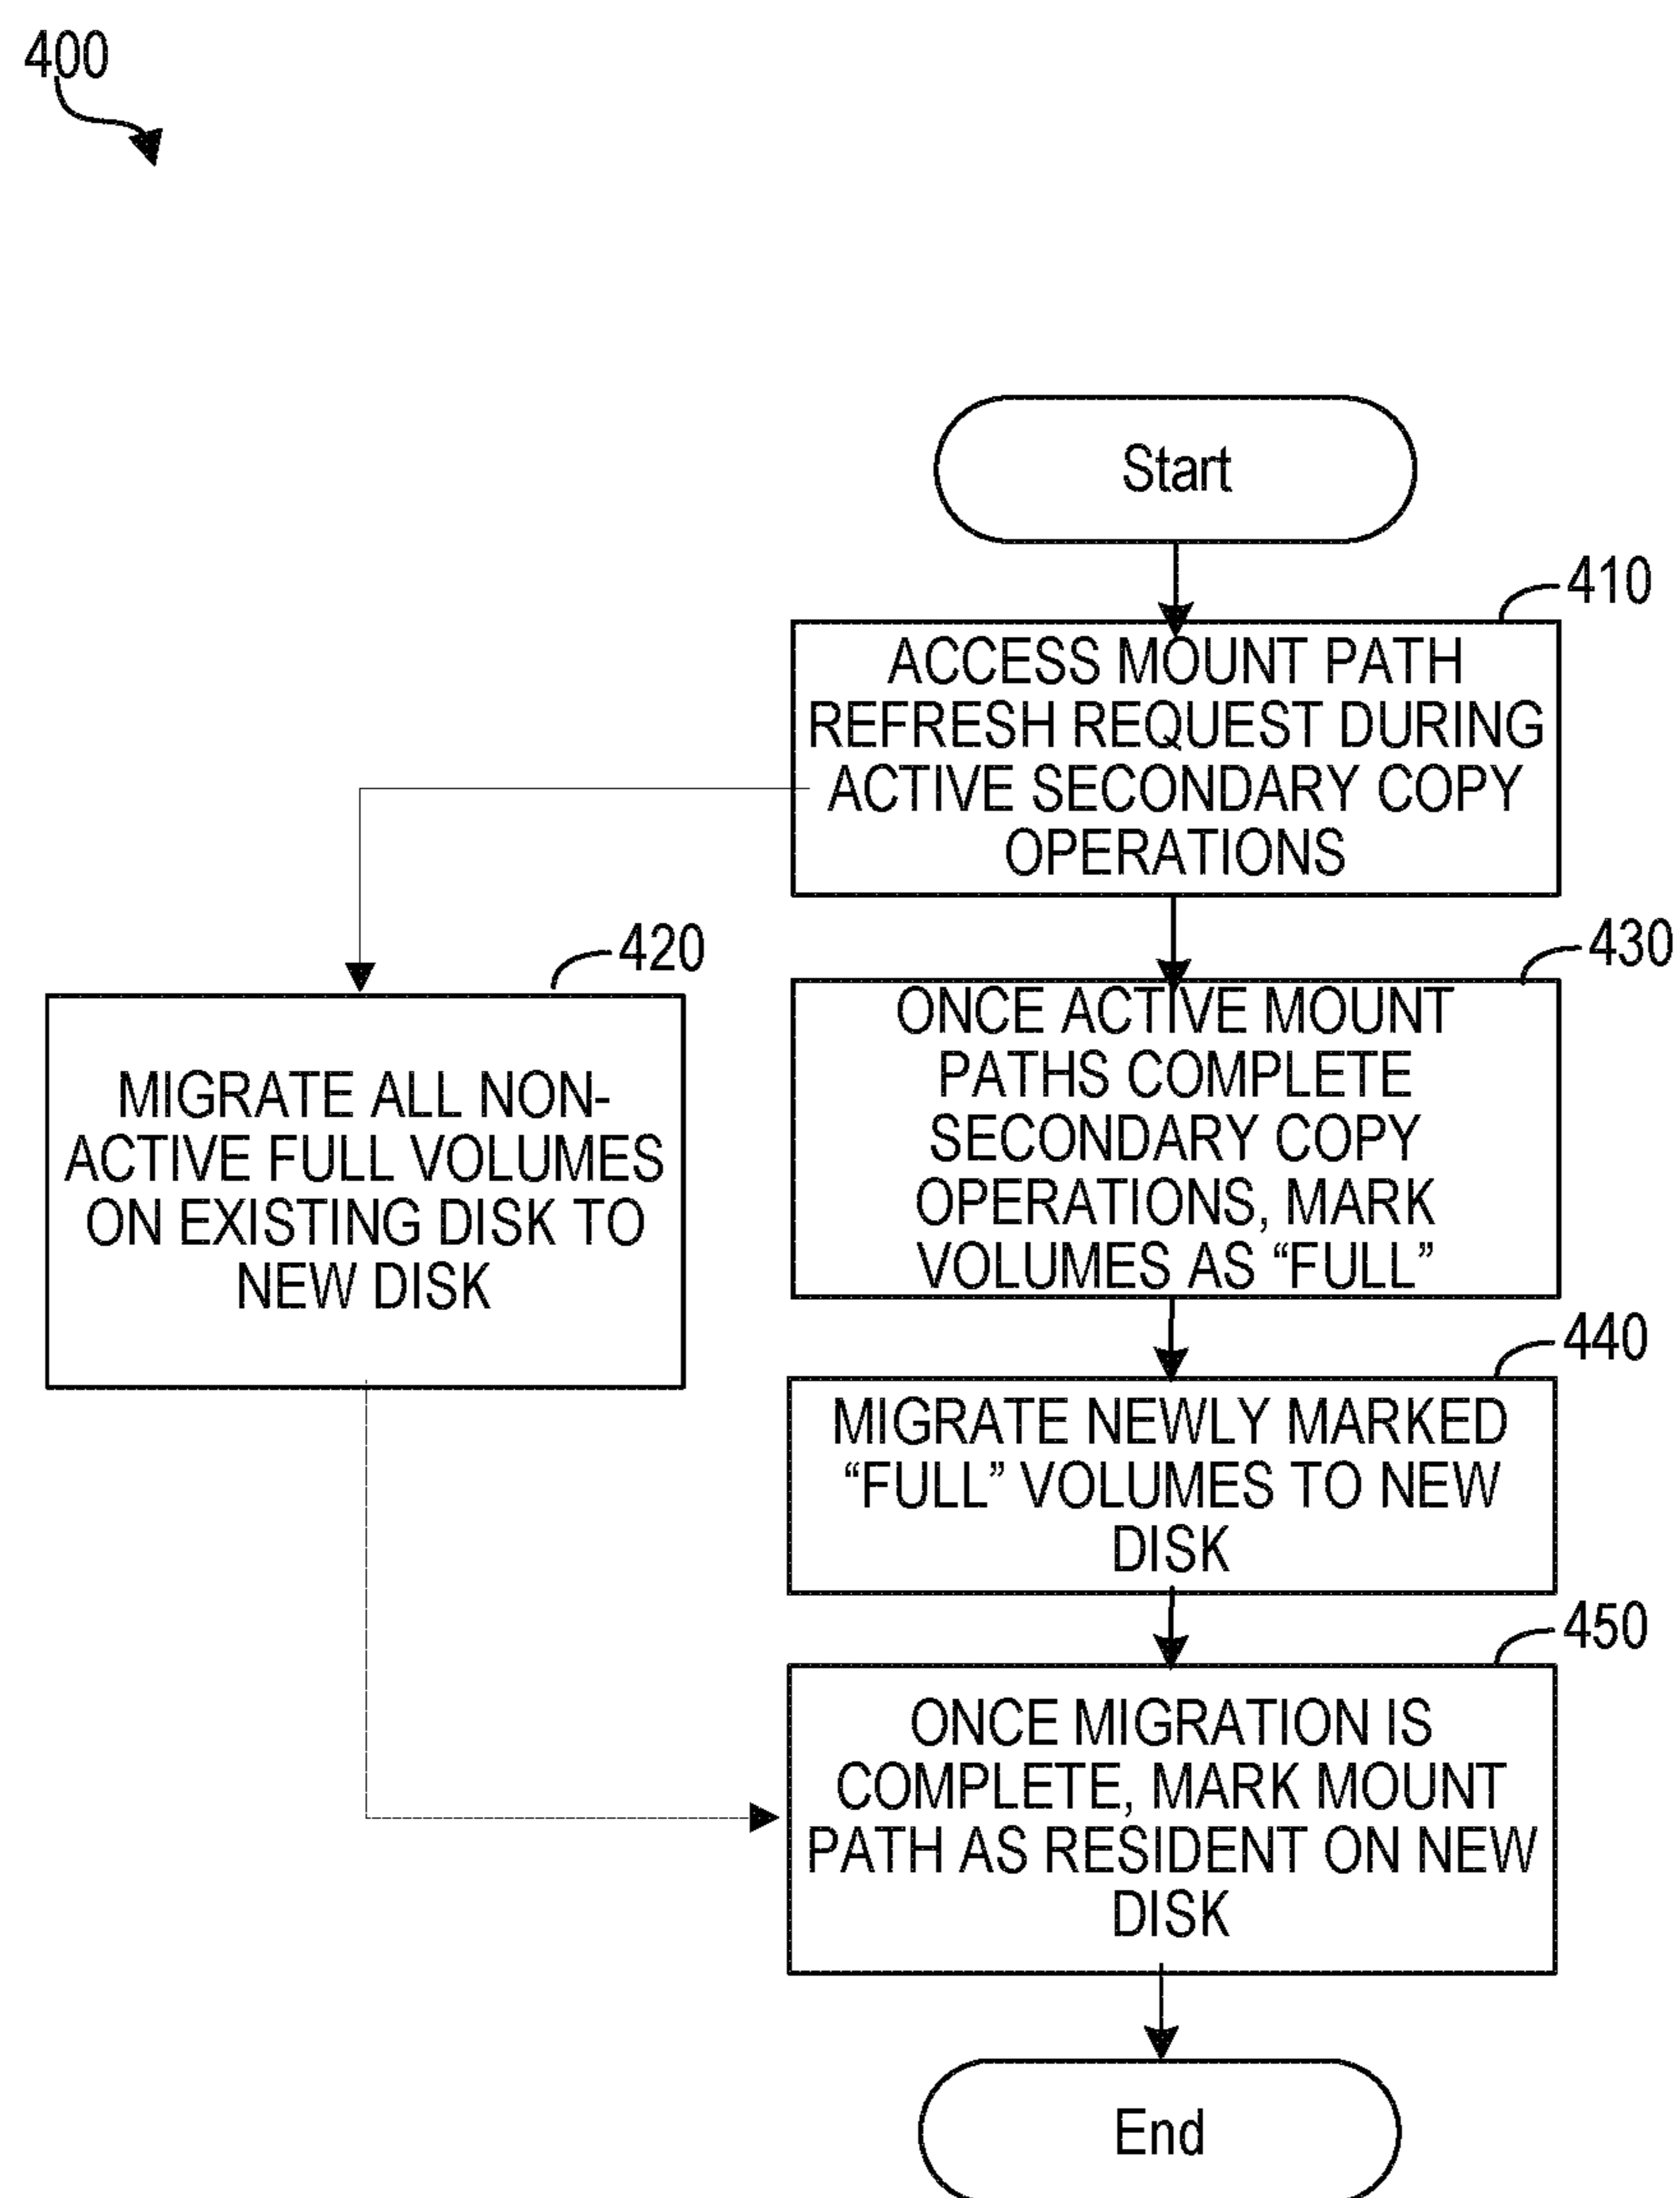 400
Start
410
ACCESS MOUNT PATH
REFRESH REQUEST DURING
ACTIVE SECONDARY COPY
OPERATIONS
420
MIGRATE ALL NON-
ACTIVE FULL VOLUMES
ON EXISTING DISK TO
NEW DISK
430
ONCE ACTIVE MOUNT
PATHS COMPLETE
SECONDARY COPY
OPERATIONS, MARK
VOLUMES AS “FULL”
440
MIGRATE NEWLY MARKED
“FULL” VOLUMES TO NEW
DISK
450
ONCE MIGRATION IS
COMPLETE, MARK MOUNT
PATH AS RESIDENT ON NEW
DISK
End